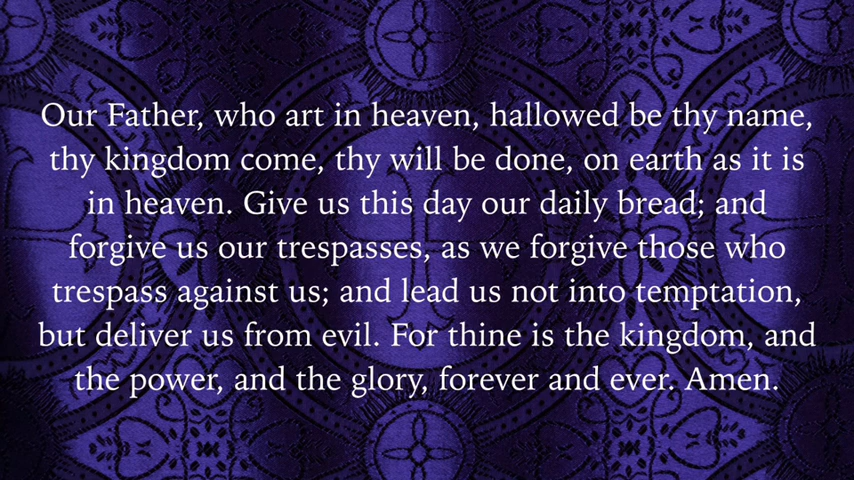 Our Father, who art in heaven, hallowed be thy name,
thy kingdom come, thy will be done, on earth as it is
in heaven. Give us this day our daily bread; and
forgive us our trespasses, as we forgive those who
trespass against us; and lead us not into temptation,
but deliver us from evil. For thine is the kingdom, and
the power, and the glory, forever and ever. Amen.